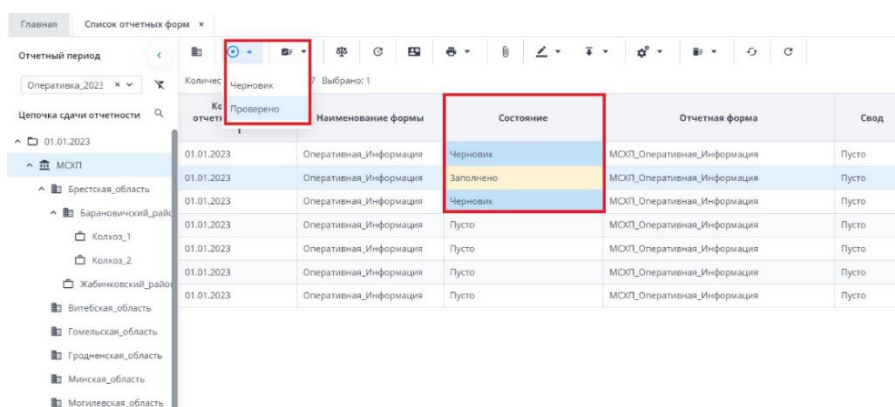 Главная Список отчетных форм ×
Отчетный период
Оперативка_2023 ×
Цепочка сдачи отчетности
01.01.2023
МСХП
Брестская_область
Барановичский_райо
Колхоз_1
Колхоз_2
Жабинковский_район
Витебская_область
Гомельская_область
Гродненская_область
Минская_область
Могилевская_область
Черновик
Проверено
Количес 7 Выбрано: 1
отчетн Наименование формы Состояние Отчетная форма Свод
01.01.2023 Оперативная_Информация Черновик МСХП_Оперативная_Информация Пусто
01.01.2023 Оперативная_Информация Заполнено МСХП_Оперативная_Информация Пусто
01.01.2023 Оперативная_Информация Черновик МСХП_Оперативная_Информация Пусто
01.01.2023 Оперативная_Информация Пусто МСХП_Оперативная_Информация Пусто
01.01.2023 Оперативная_Информация Пусто МСХП_Оперативная_Информация Пусто
01.01.2023 Оперативная_Информация Пусто МСХП_Оперативная_Информация Пусто
01.01.2023 Оперативная_Информация Пусто МСХП_Оперативная_Информация Пусто